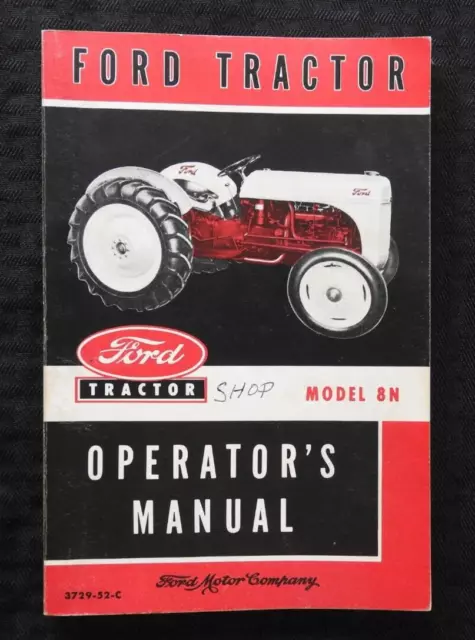 FORD TRACTOR
Ford
Ford
Ford
TRACTOR
SHOP
MODEL 8N
OPERATOR'S
MANUAL
Ford Motor Company
3729-52-C